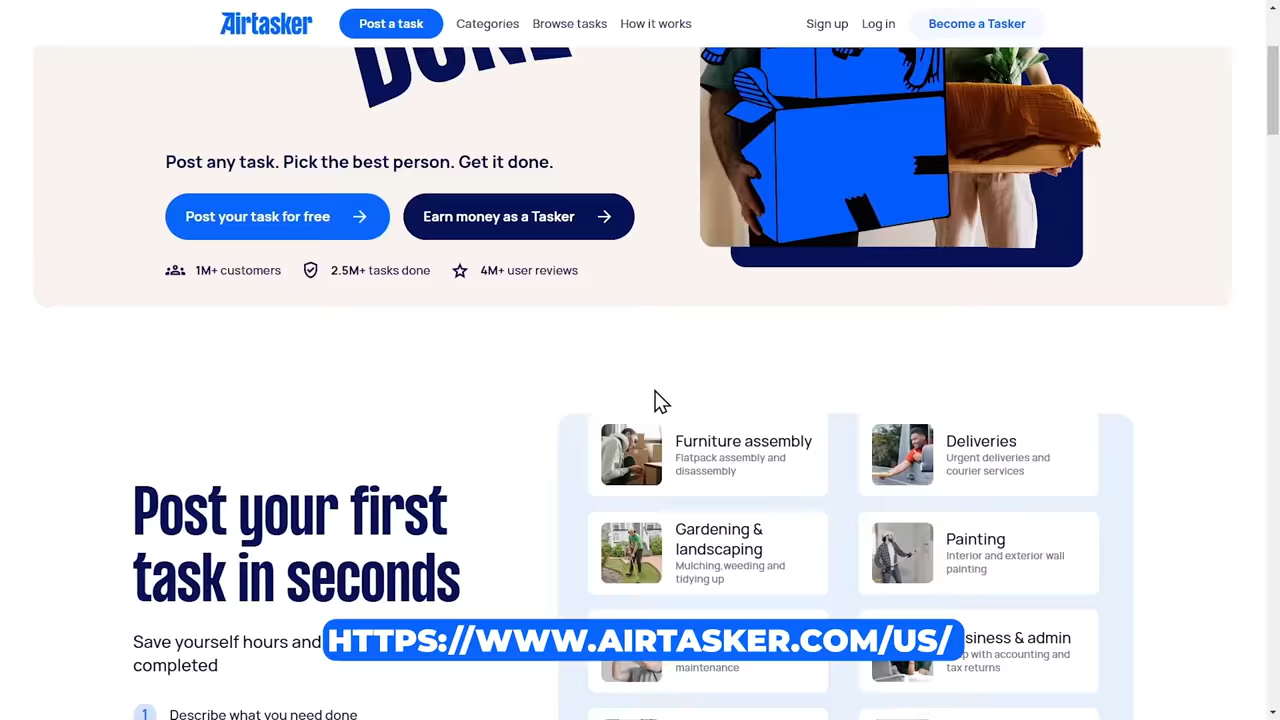 Airtasker
Post a task
Categories
Browse tasks
How it works
Sign up
Log in
Become a Tasker
DONE
Post any task. Pick the best person. Get it done.
Post your task for free
Earn money as a Tasker
1M+ customers
2.5M+ tasks done
4M+ user reviews
Furniture assembly
Flatpack assembly and
disassembly
Deliveries
Urgent deliveries and
courier services
Gardening &
landscaping
Mulching, weeding and
tidying up
Painting
Interior and exterior wall
painting
Post your first
task in seconds
Save yourself hours and
completed
HTTPS://WWW.AIRTASKER.COM/US/
maintenance
& admin
with accounting and
tax returns
1
Describe what you need done